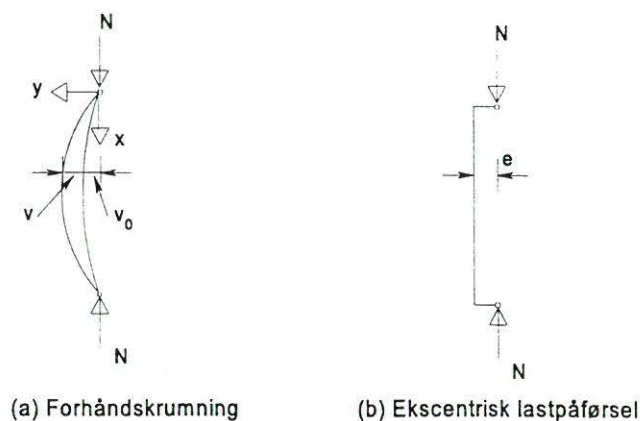 N
N
y
x
e
v
v₀
N
N
(a) Forhåndskrumning
(b) Ekscentrisk lastpåførsel